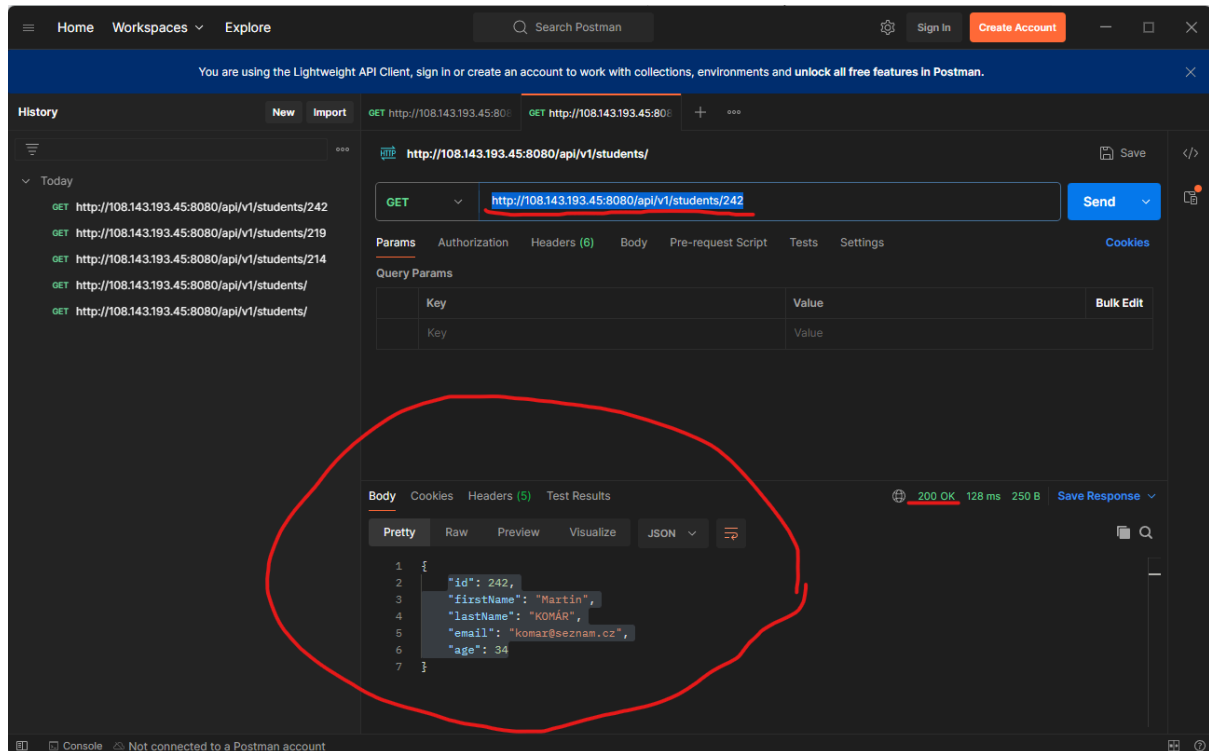 Home Workspaces Explore Search Postman Sign In Create Account
You are using the Lightweight API Client, sign in or create an account to work with collections, environments and unlock all free features in Postman.
History New Import GET http://108.143.193.45:808 GET http://108.143.193.45:808
HTTP http://108.143.193.45:8080/api/v1/students/ Save
Today
GET http://108.143.193.45:8080/api/v1/students/242
GET http://108.143.193.45:8080/api/v1/students/219
GET http://108.143.193.45:8080/api/v1/students/214
GET http://108.143.193.45:8080/api/v1/students/
GET http://108.143.193.45:8080/api/v1/students/
GET http://108.143.193.45:8080/api/v1/students/242 Send
Params Authorization Headers (6) Body Pre-request Script Tests Settings Cookies
Query Params
Key Value Bulk Edit
Key Value
Body Cookies Headers (5) Test Results 200 OK 128 ms 250 B Save Response
Pretty Raw Preview Visualize JSON
1 {
2 "id": 242,
3 "firstName": "Martin",
4 "lastName": "KOMÁR",
5 "email": "komar@seznam.cz",
6 "age": 34
7 }
Console Not connected to a Postman account